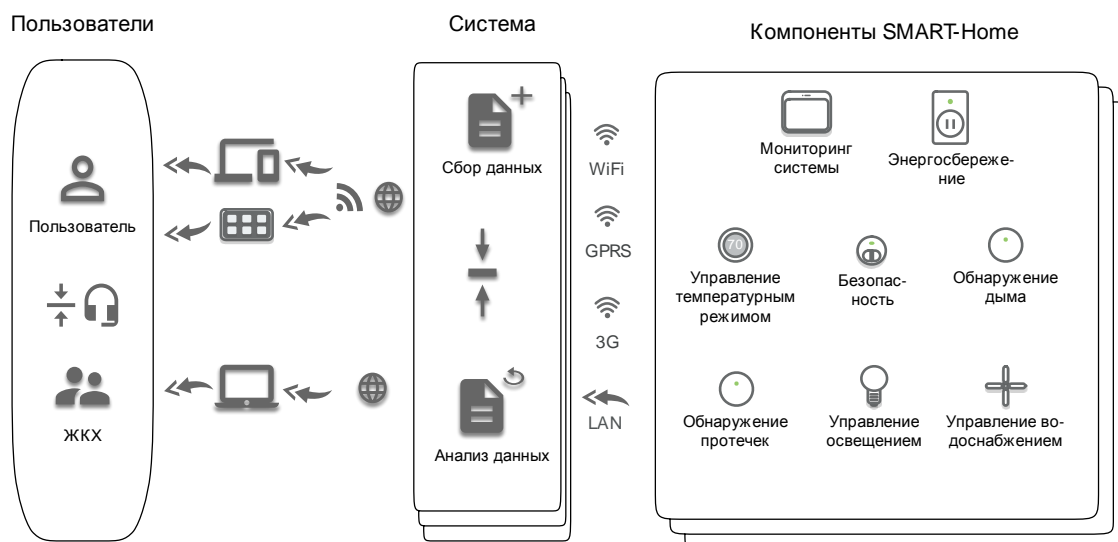 Пользователи
Система
Компоненты SMART-Home
Пользователь
ЖКХ
Сбор данных
Анализ данных
WiFi
GPRS
3G
LAN
Мониторинг
системы
Энергосбереже-
ние
70
Управление
температурным
режимом
Безопас-
ность
Обнаружение
дыма
Обнаружение
протечек
Управление
освещением
Управление во-
доснабжением